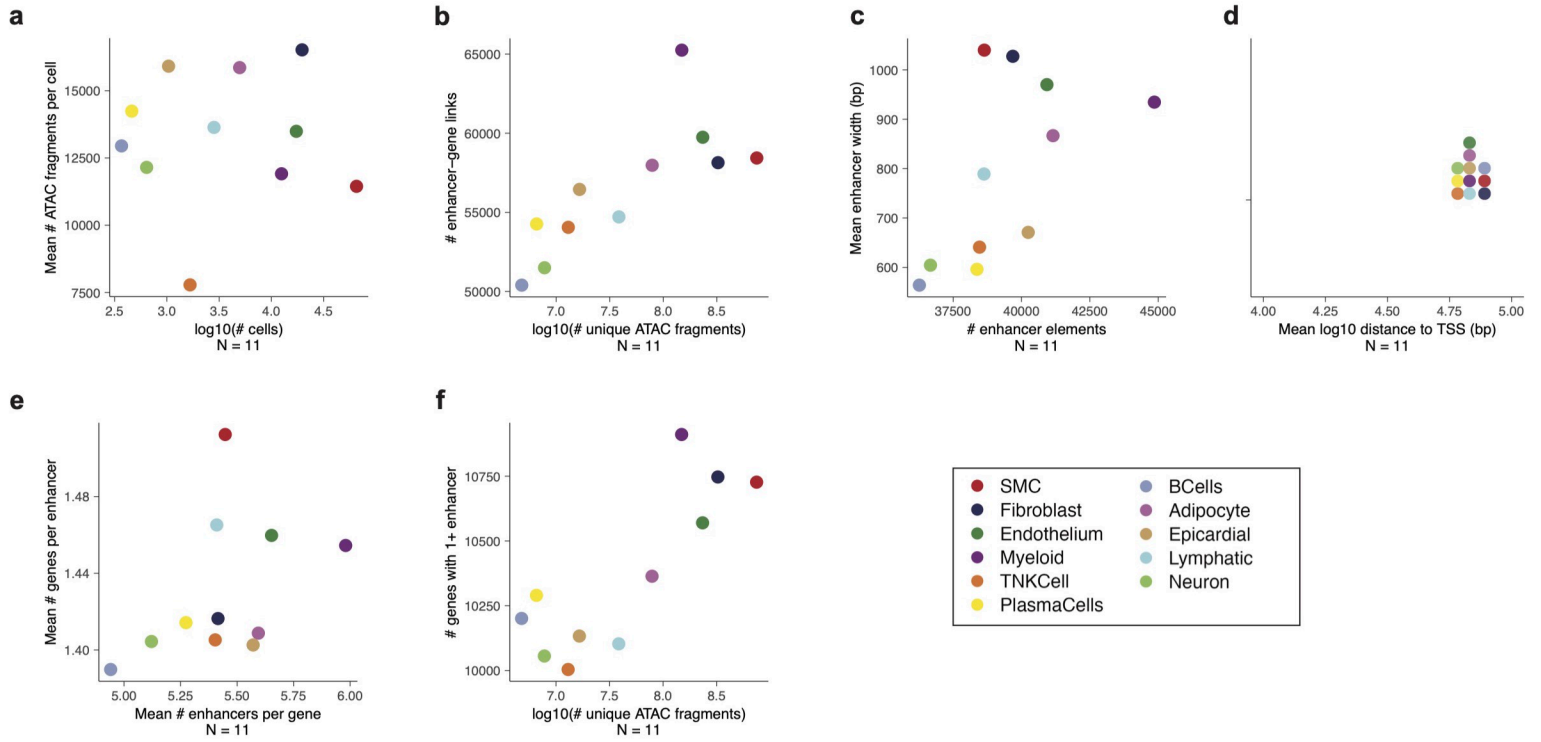 a
Mean # ATAC fragments per cell
15000
12500
10000
7500
2.5 3.0 3.5 4.0 4.5
log10(# cells)
N = 11
b
# enhancer–gene links
65000
60000
55000
50000
7.0 7.5 8.0 8.5
log10(# unique ATAC fragments)
N = 11
c
Mean enhancer width (bp)
1000
900
800
700
600
37500 40000 42500 45000
# enhancer elements
N = 11
d
4.00 4.25 4.50 4.75 5.00
Mean log10 distance to TSS (bp)
N = 11
e
Mean # genes per enhancer
1.48
1.44
1.40
5.00 5.25 5.50 5.75 6.00
Mean # enhancers per gene
N = 11
f
# genes with 1+ enhancer
10750
10500
10250
10000
7.0 7.5 8.0 8.5
log10(# unique ATAC fragments)
N = 11
SMC
Fibroblast
Endothelium
Myeloid
TNKCell
PlasmaCells
BCells
Adipocyte
Epicardial
Lymphatic
Neuron